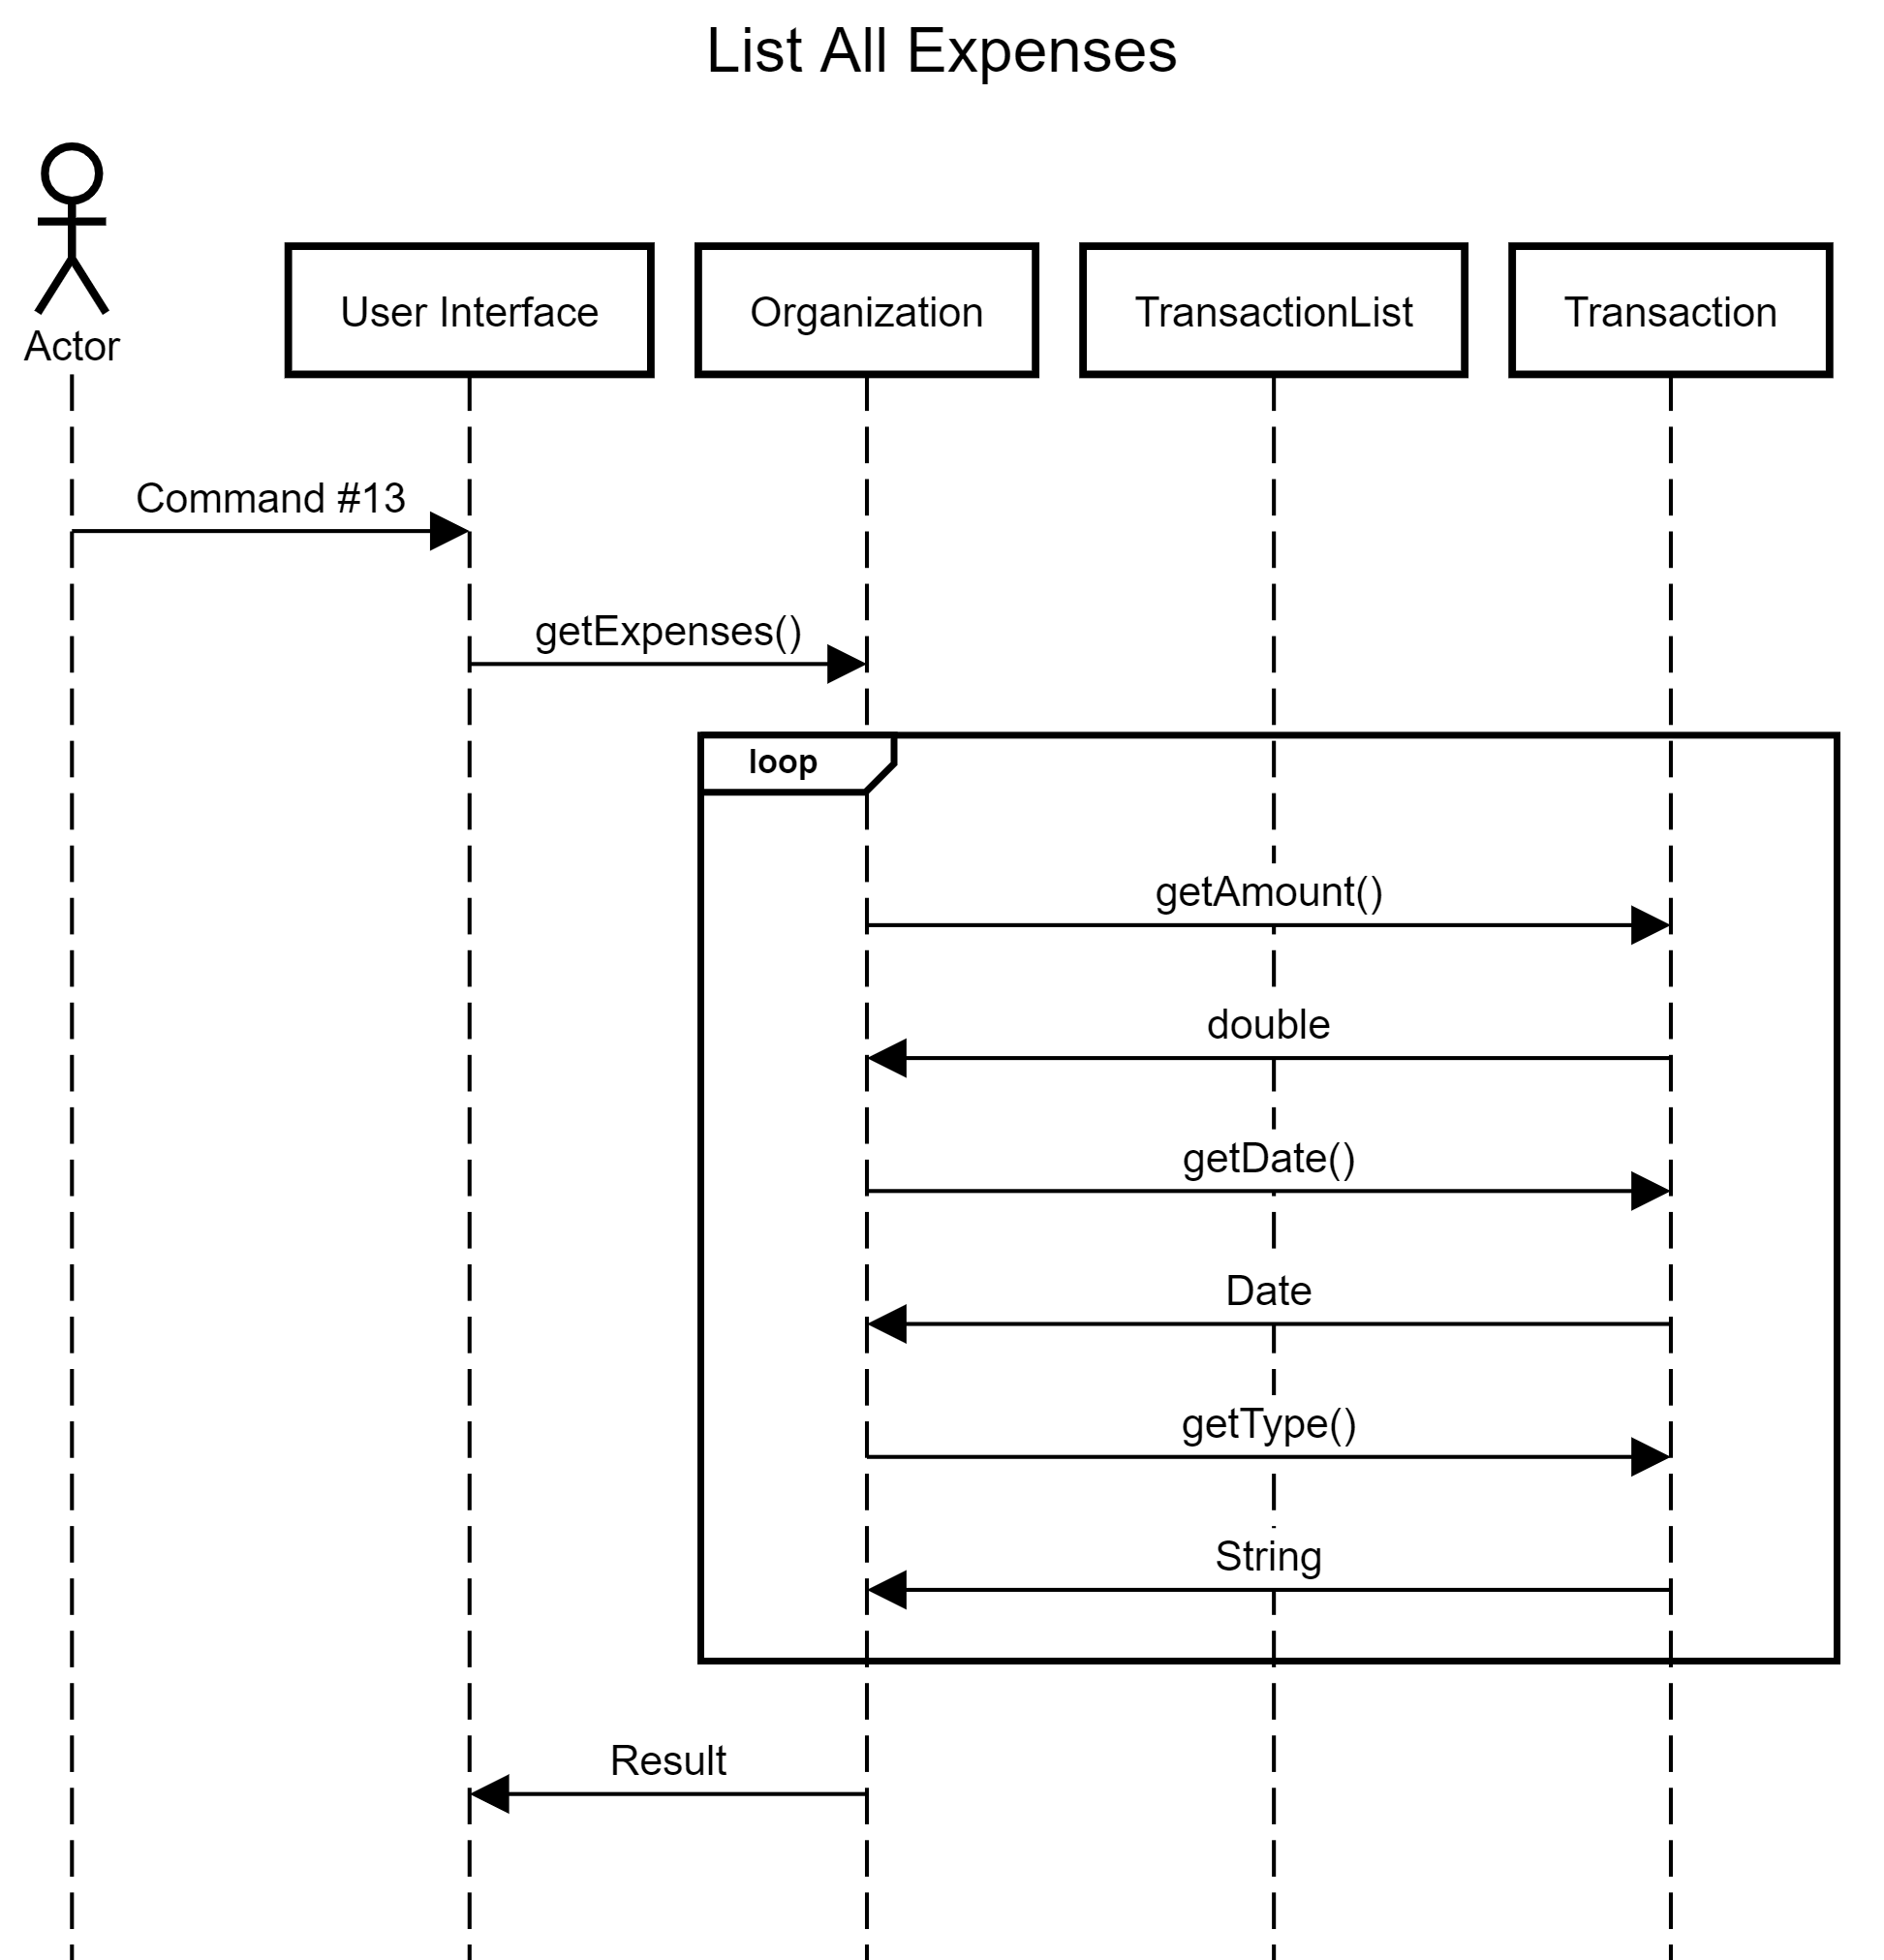 List All Expenses
Actor
User Interface
Organization
TransactionList
Transaction
Command #13
getExpenses()
loop
getAmount()
double
getDate()
Date
getType()
String
Result